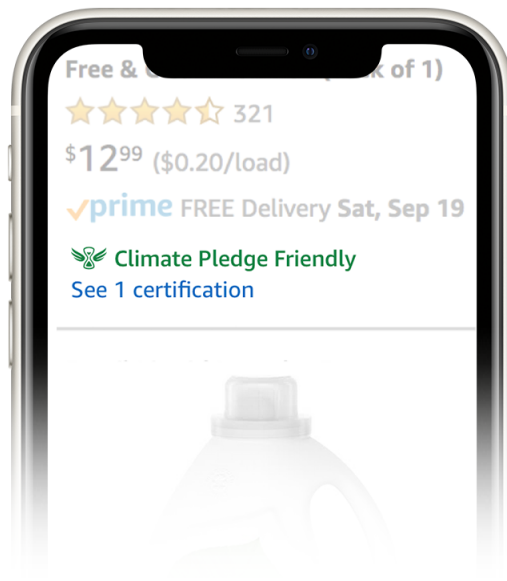 Free & (k of 1)
321
$12.99 ($0.20/load)
prime FREE Delivery Sat, Sep 19
Climate Pledge Friendly
See 1 certification